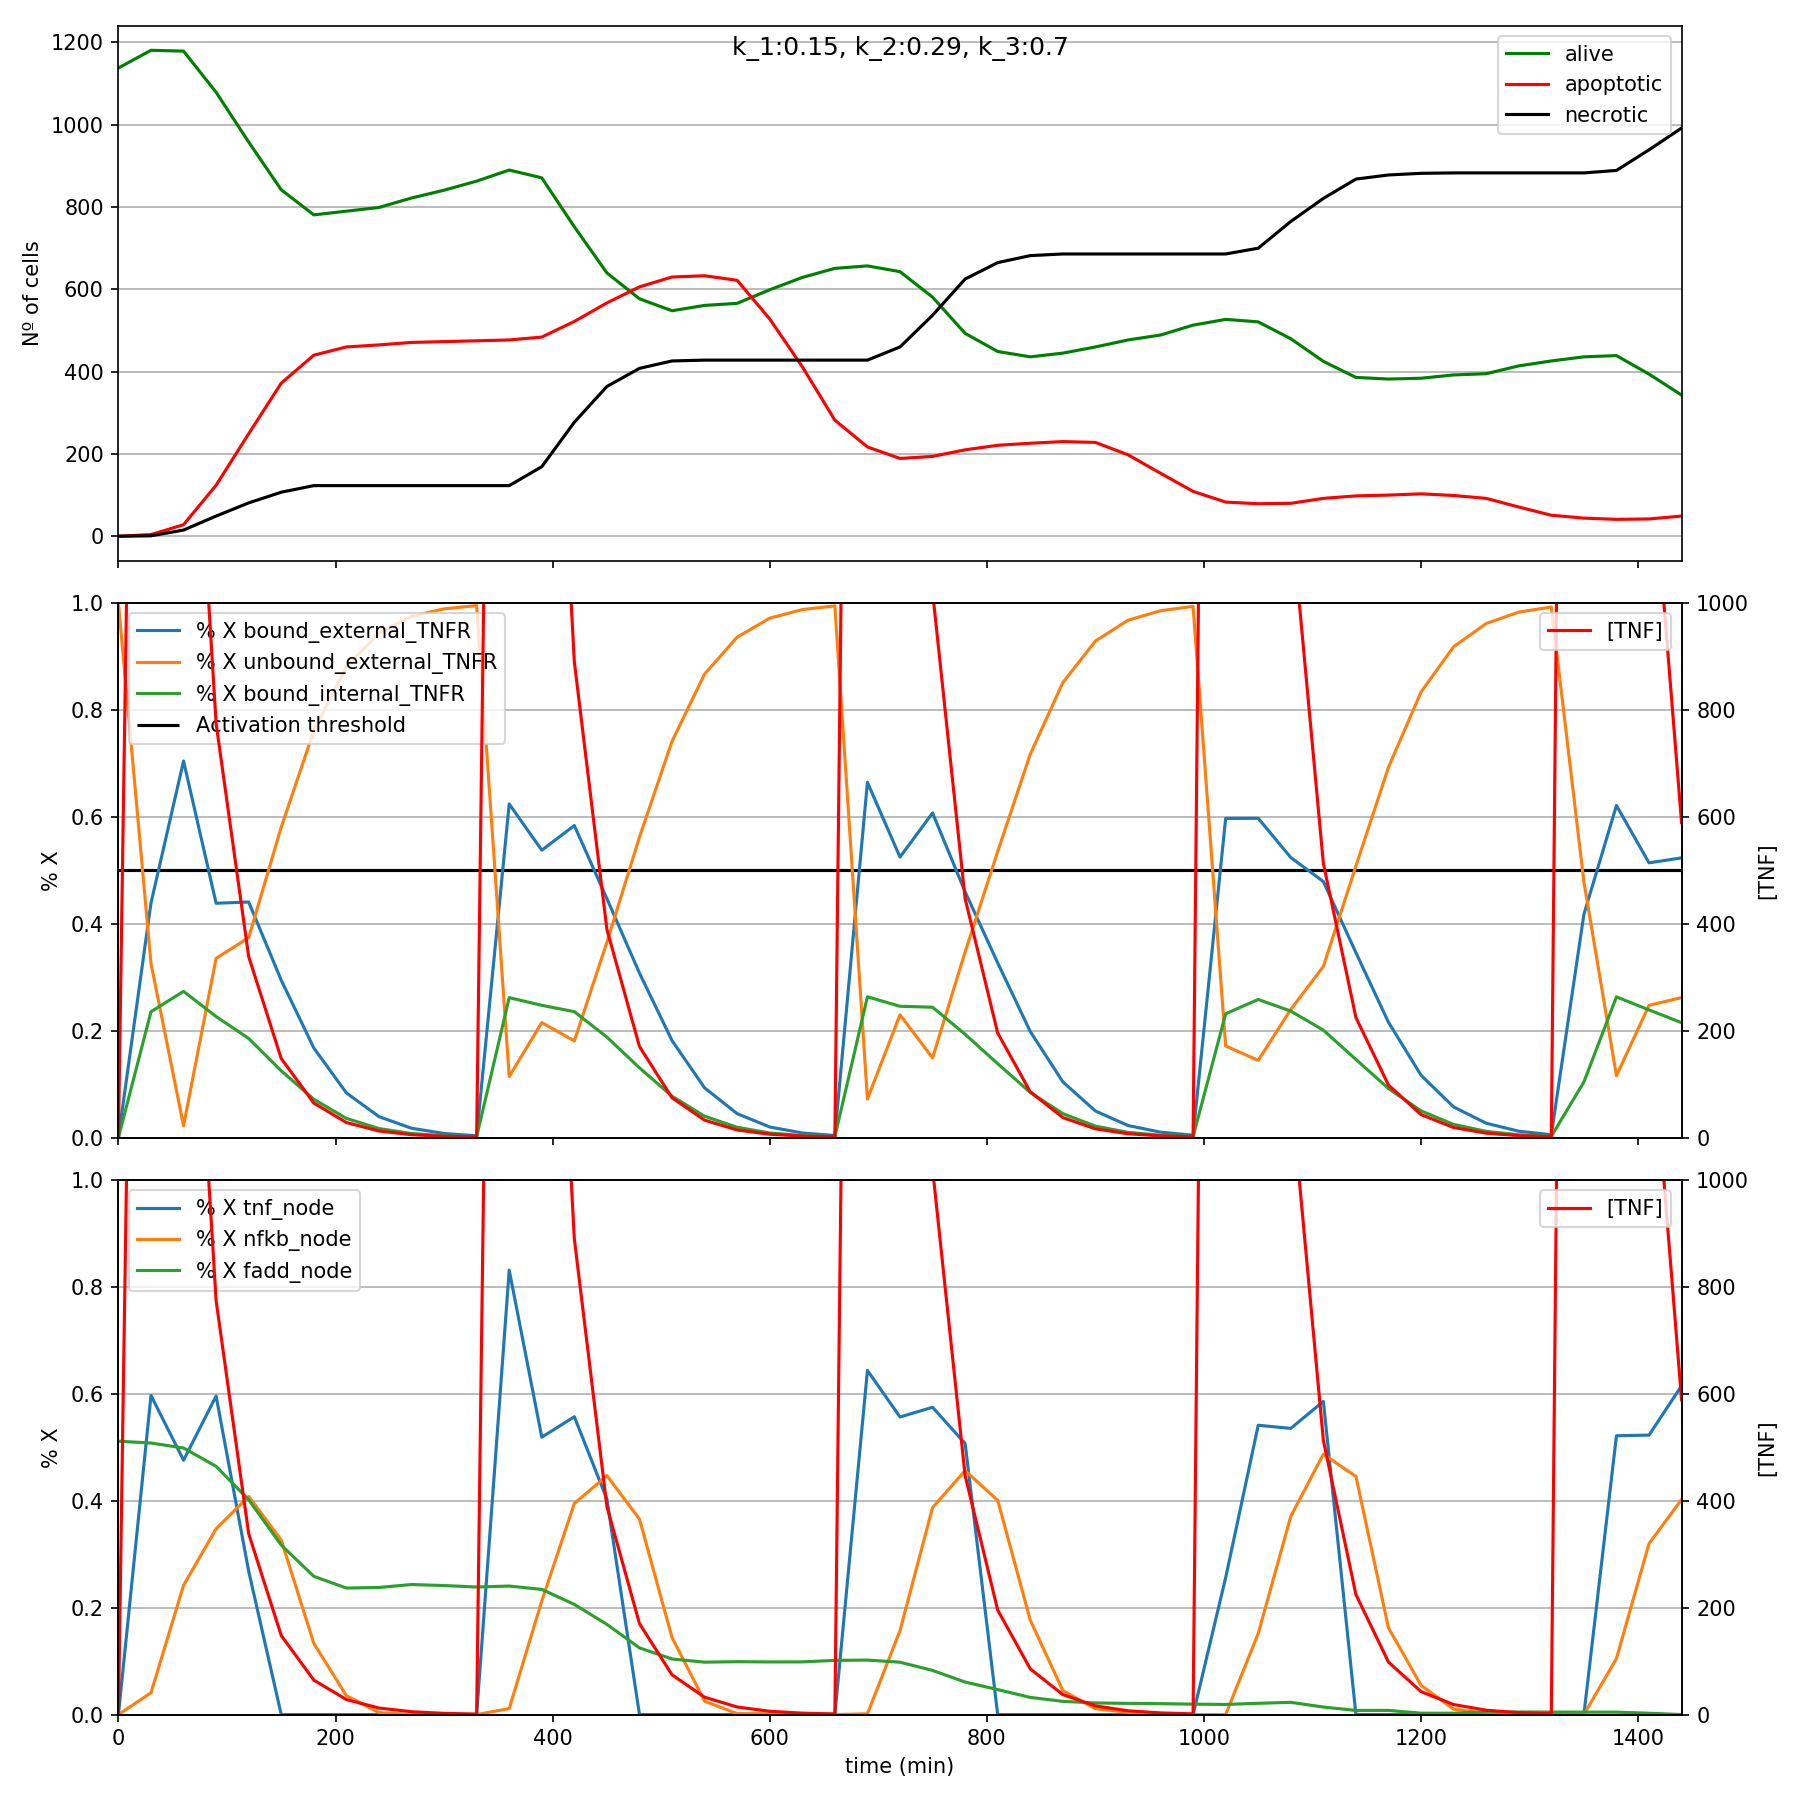 k_1:0.15, k_2:0.29, k_3:0.7
1200
1000
800
600
400
200
0
Nº of cells
alive
apoptotic
necrotic
1.0
0.8
0.6
0.4
0.2
0.0
% X
% X bound_external_TNFR
% X unbound_external_TNFR
% X bound_internal_TNFR
Activation threshold
[TNF]
1000
800
600
400
200
0
[TNF]
1.0
0.8
0.6
0.4
0.2
0.0
% X
% X tnf_node
% X nfkb_node
% X fadd_node
[TNF]
1000
800
600
400
200
0
[TNF]
0 200 400 600 800 1000 1200 1400
time (min)